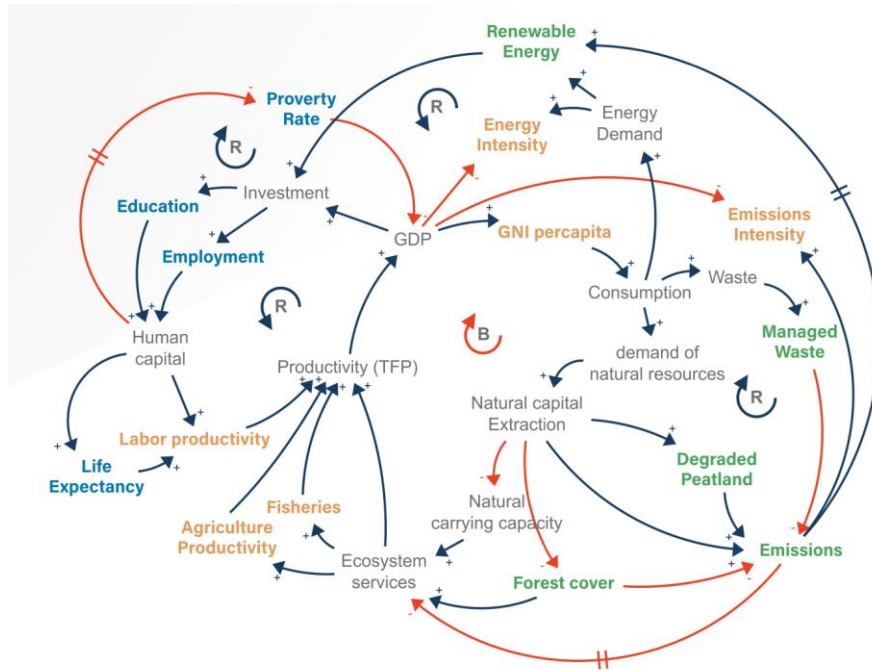 Renewable
Energy
Proverty
Rate
R
R
Energy
Intensity
Energy
Demand
Education
Investment
Employment
GDP
GNI percapita
Emissions
Intensity
Consumption
Waste
R
B
Human
capital
Productivity (TFP)
demand of
natural resources
Managed
Waste
R
Natural capital
Extraction
Labor productivity
Life
Expectancy
Degraded
Peatland
Fisheries
Agriculture
Productivity
Natural
carrying capacity
Ecosystem
services
Forest cover
Emissions